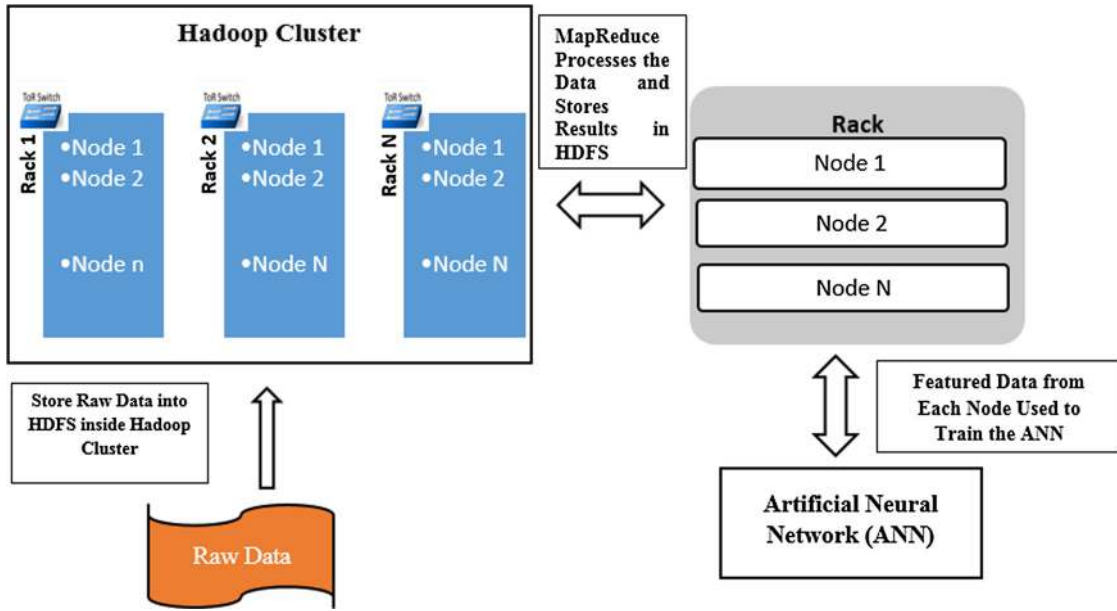 Hadoop Cluster
ToR Switch
Rack 1
•Node 1
•Node 2
•Node n
ToR Switch
Rack 2
•Node 1
•Node 2
•Node N
ToR Switch
Rack N
•Node 1
•Node 2
•Node N
MapReduce
Processes the
Data and
Stores
Results in
HDFS
Rack
Node 1
Node 2
Node N
Store Raw Data into
HDFS inside Hadoop
Cluster
Raw Data
Featured Data from
Each Node Used to
Train the ANN
Artificial Neural
Network (ANN)